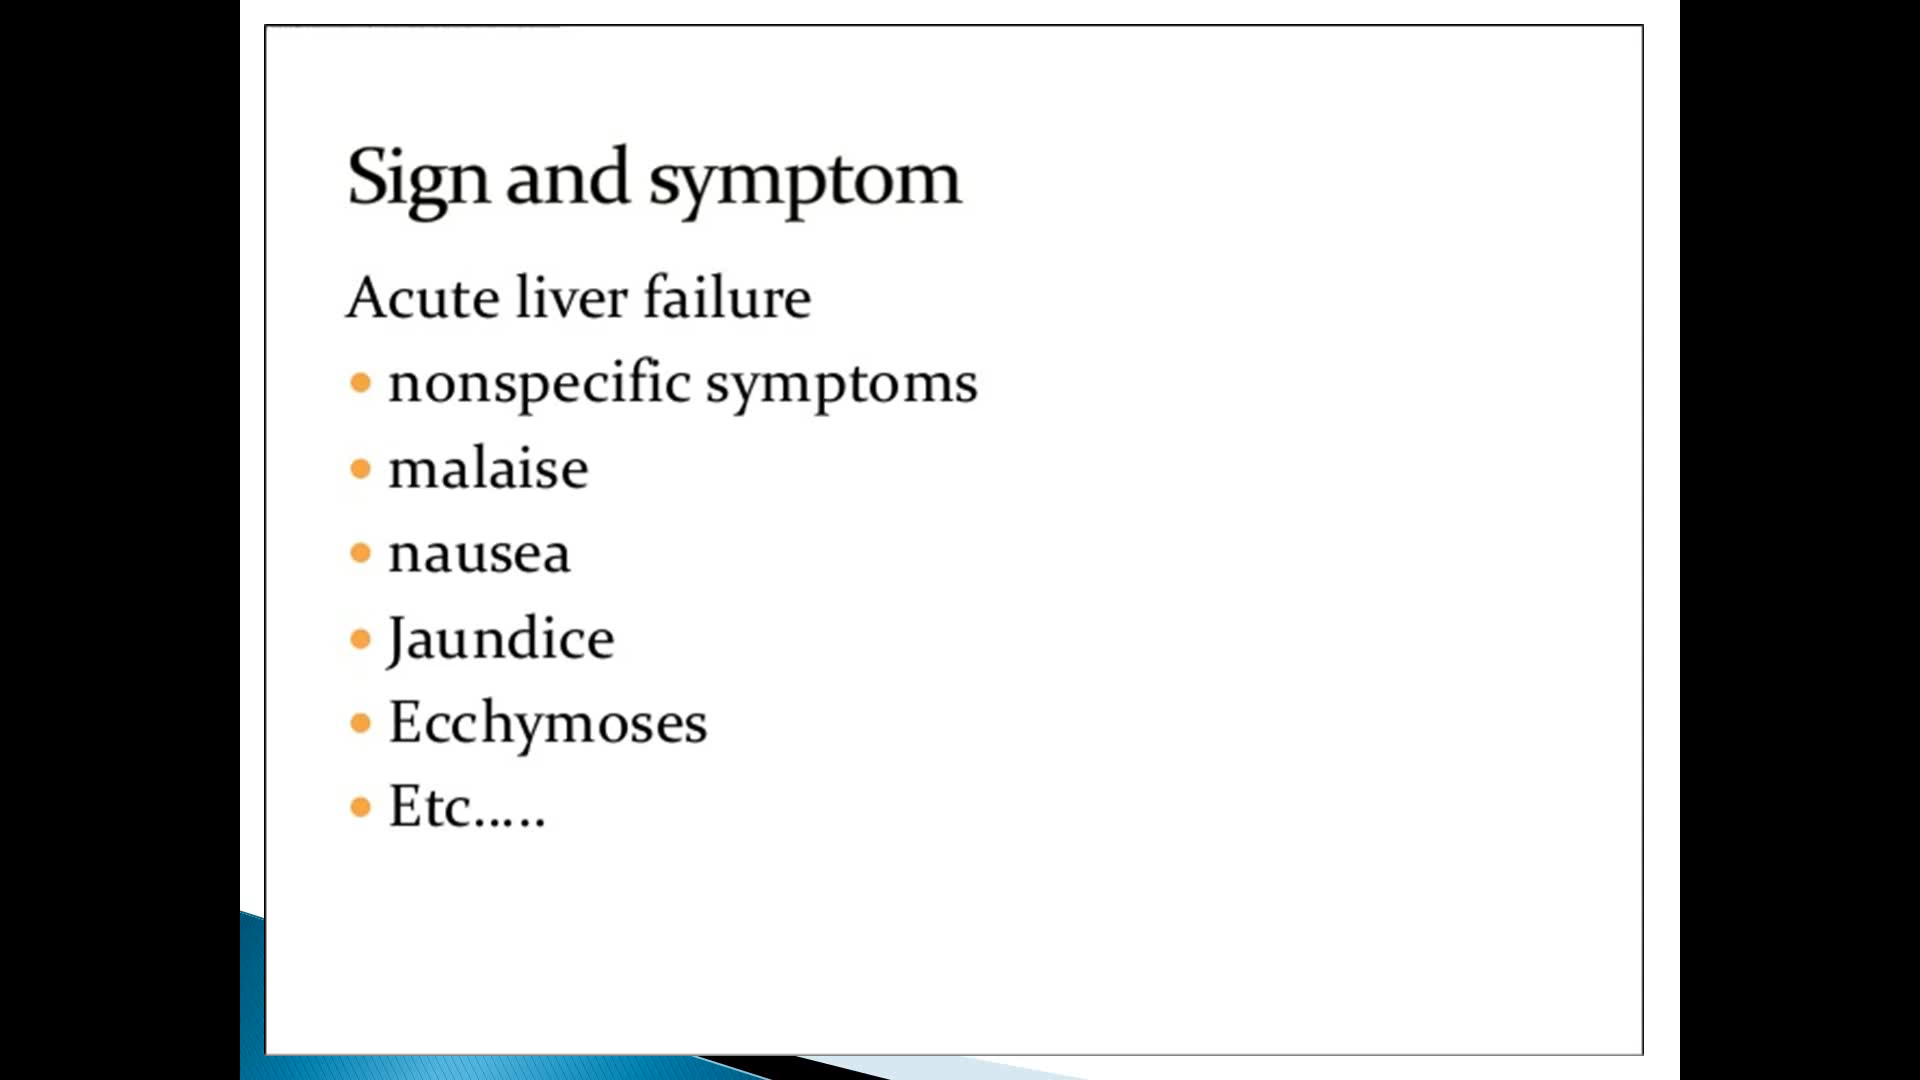 Sign and symptom
Acute liver failure
• nonspecific symptoms
• malaise
• nausea
• Jaundice
• Ecchymoses
• Etc.....